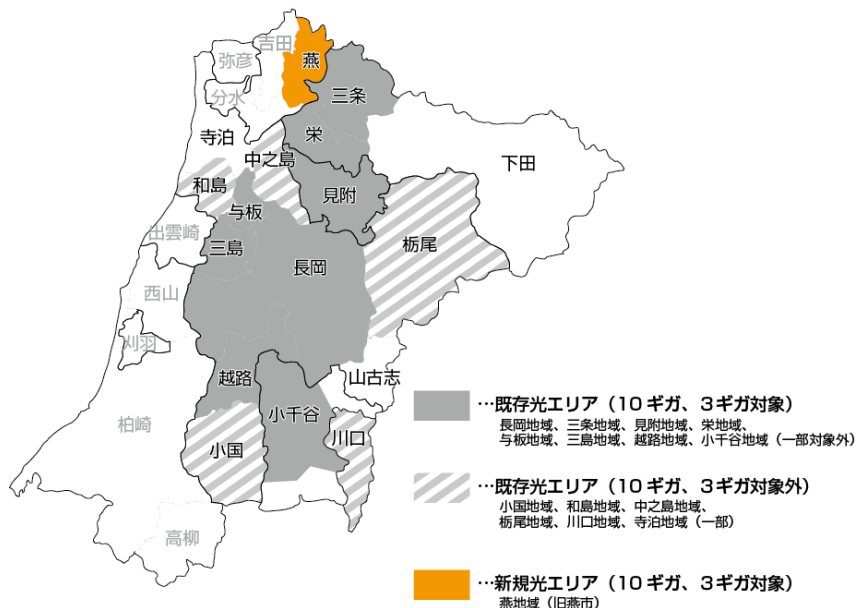 吉田
燕
弥彦
分水
三条
寺泊
栄
中之島
下田
和島
見附
与板
出雲崎
三島
栃尾
長岡
西山
刈羽
越路
山古志
小千谷
柏崎
川口
小国
高柳
…既存光エリア（10 ギガ、3ギガ対象）
長岡地域、三条地域、見附地域、栄地域、
与板地域、三島地域、越路地域、小千谷地域（一部対象外）
…既存光エリア（10 ギガ、3ギガ対象外）
小国地域、和島地域、中之島地域、
栃尾地域、川口地域、寺泊地域（一部）
…新規光エリア（10 ギガ、3ギガ対象）
燕地域（旧燕市）